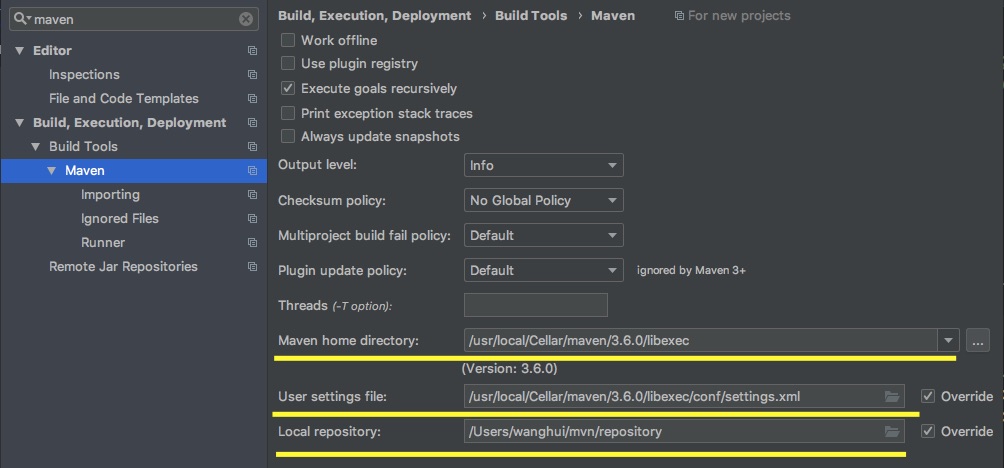 maven
Editor
Inspections
File and Code Templates
Build, Execution, Deployment
Build Tools
Maven
Importing
Ignored Files
Runner
Remote Jar Repositories
Build, Execution, Deployment › Build Tools › Maven For new projects
Work offline
Use plugin registry
Execute goals recursively
Print exception stack traces
Always update snapshots
Output level: Info
Checksum policy: No Global Policy
Multiproject build fail policy: Default
Plugin update policy: Default ignored by Maven 3+
Threads (-T option):
Maven home directory: /usr/local/Cellar/maven/3.6.0/libexec ...
(Version: 3.6.0)
User settings file: /usr/local/Cellar/maven/3.6.0/libexec/conf/settings.xml Override
Local repository: /Users/wanghui/mvn/repository Override